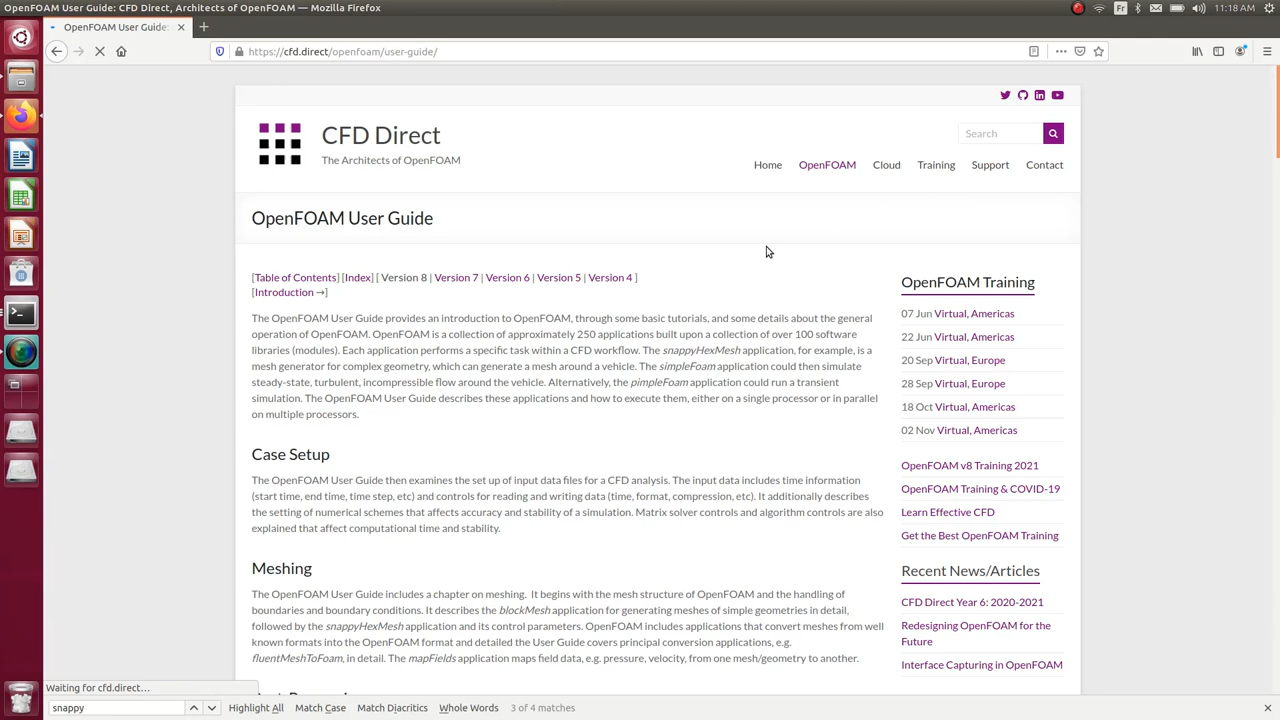 OpenFOAM User Guide: CFD Direct, Architects of OpenFOAM — Mozilla Firefox
Fr
11:18 AM
OpenFOAM User Guide:
https://cfd.direct/openfoam/user-guide/
CFD Direct
The Architects of OpenFOAM
Search
Home OpenFOAM Cloud Training Support Contact
OpenFOAM User Guide
[Table of Contents] [Index] [ Version 8 | Version 7 | Version 6 | Version 5 | Version 4 ]
[Introduction →]
The OpenFOAM User Guide provides an introduction to OpenFOAM, through some basic tutorials, and some details about the general
operation of OpenFOAM. OpenFOAM is a collection of approximately 250 applications built upon a collection of over 100 software
libraries (modules). Each application performs a specific task within a CFD workflow. The snappyHexMesh application, for example, is a
mesh generator for complex geometry, which can generate a mesh around a vehicle. The simpleFoam application could then simulate
steady-state, turbulent, incompressible flow around the vehicle. Alternatively, the pimpleFoam application could run a transient
simulation. The OpenFOAM User Guide describes these applications and how to execute them, either on a single processor or in parallel
on multiple processors.
Case Setup
The OpenFOAM User Guide then examines the set up of input data files for a CFD analysis. The input data includes time information
(start time, end time, time step, etc) and controls for reading and writing data (time, format, compression, etc). It additionally describes
the setting of numerical schemes that affects accuracy and stability of a simulation. Matrix solver controls and algorithm controls are also
explained that affect computational time and stability.
Meshing
The OpenFOAM User Guide includes a chapter on meshing. It begins with the mesh structure of OpenFOAM and the handling of
boundaries and boundary conditions. It describes the blockMesh application for generating meshes of simple geometries in detail,
followed by the snappyHexMesh application and its control parameters. OpenFOAM includes applications that convert meshes from well
known formats into the OpenFOAM format and detailed the User Guide covers principal conversion applications, e.g.
fluentMeshToFoam, in detail. The mapFields application maps field data, e.g. pressure, velocity, from one mesh/geometry to another.
OpenFOAM Training
07 Jun Virtual, Americas
22 Jun Virtual, Americas
20 Sep Virtual, Europe
28 Sep Virtual, Europe
18 Oct Virtual, Americas
02 Nov Virtual, Americas
OpenFOAM v8 Training 2021
OpenFOAM Training & COVID-19
Learn Effective CFD
Get the Best OpenFOAM Training
Recent News/Articles
CFD Direct Year 6: 2020-2021
Redesigning OpenFOAM for the
Future
Interface Capturing in OpenFOAM
Waiting for cfd.direct…
snappy
Highlight All Match Case Match Diacritics Whole Words 3 of 4 matches